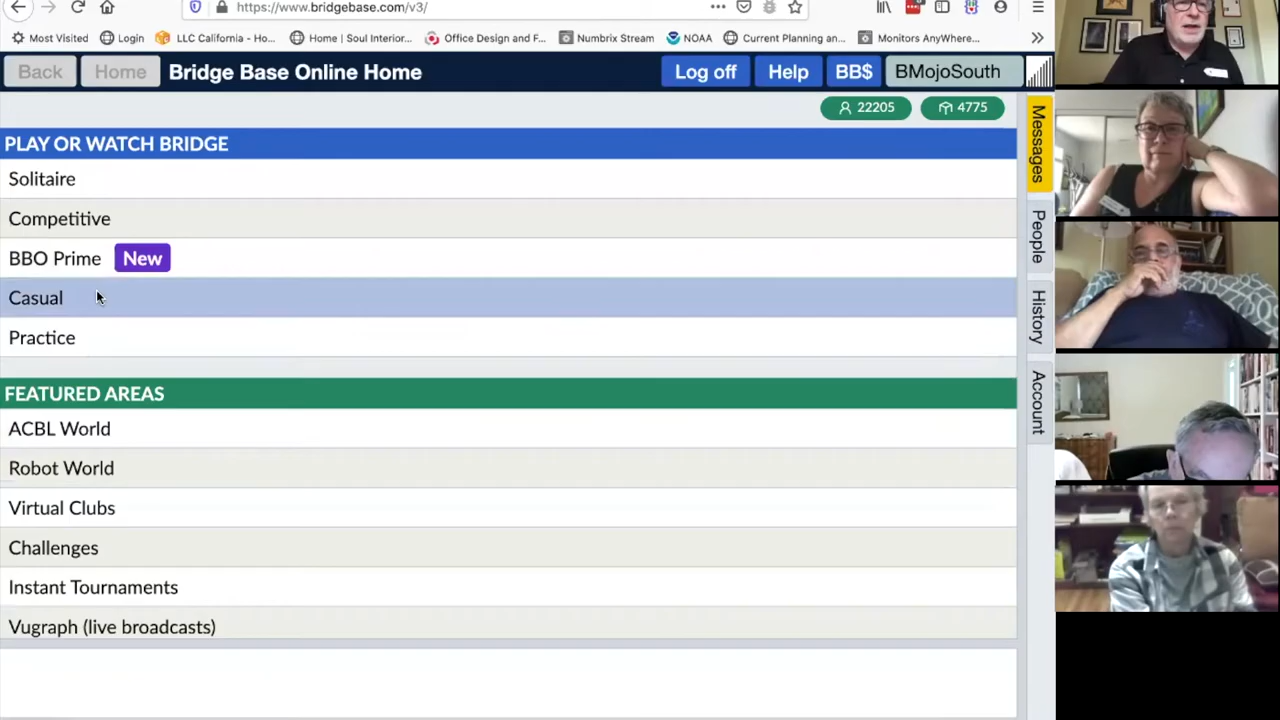 https://www.bridgebase.com/v3/
Most Visited
Login
LLC California - Ho...
Home | Soul Interior...
Office Design and F...
Numbrix Stream
NOAA
Current Planning an...
Monitors AnyWhere...
Back
Home
Bridge Base Online Home
Log off
Help
BB$
BMojoSouth
22205
4775
PLAY OR WATCH BRIDGE
Solitaire
Competitive
BBO Prime New
Casual
Practice
FEATURED AREAS
ACBL World
Robot World
Virtual Clubs
Challenges
Instant Tournaments
Vugraph (live broadcasts)
Messages
People
History
Account